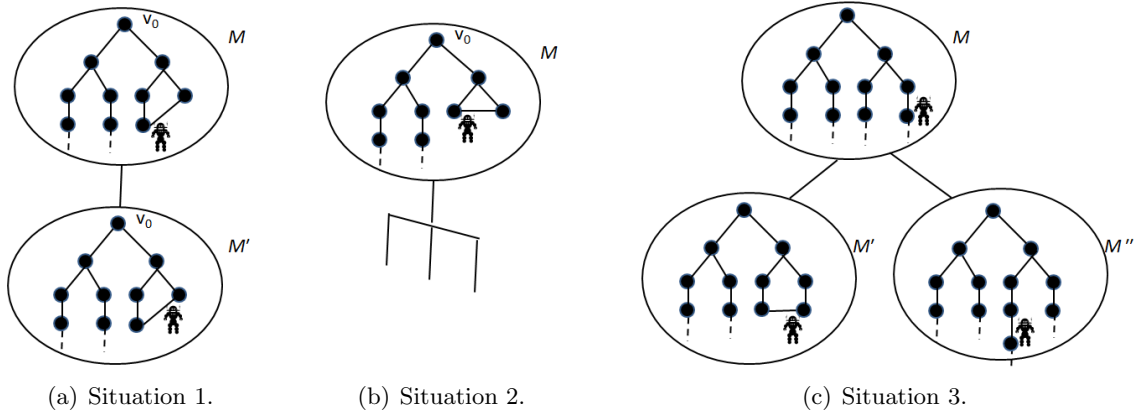 v₀
M
v₀
M'
v₀
M
M
M'
M"
(a) Situation 1.
(b) Situation 2.
(c) Situation 3.